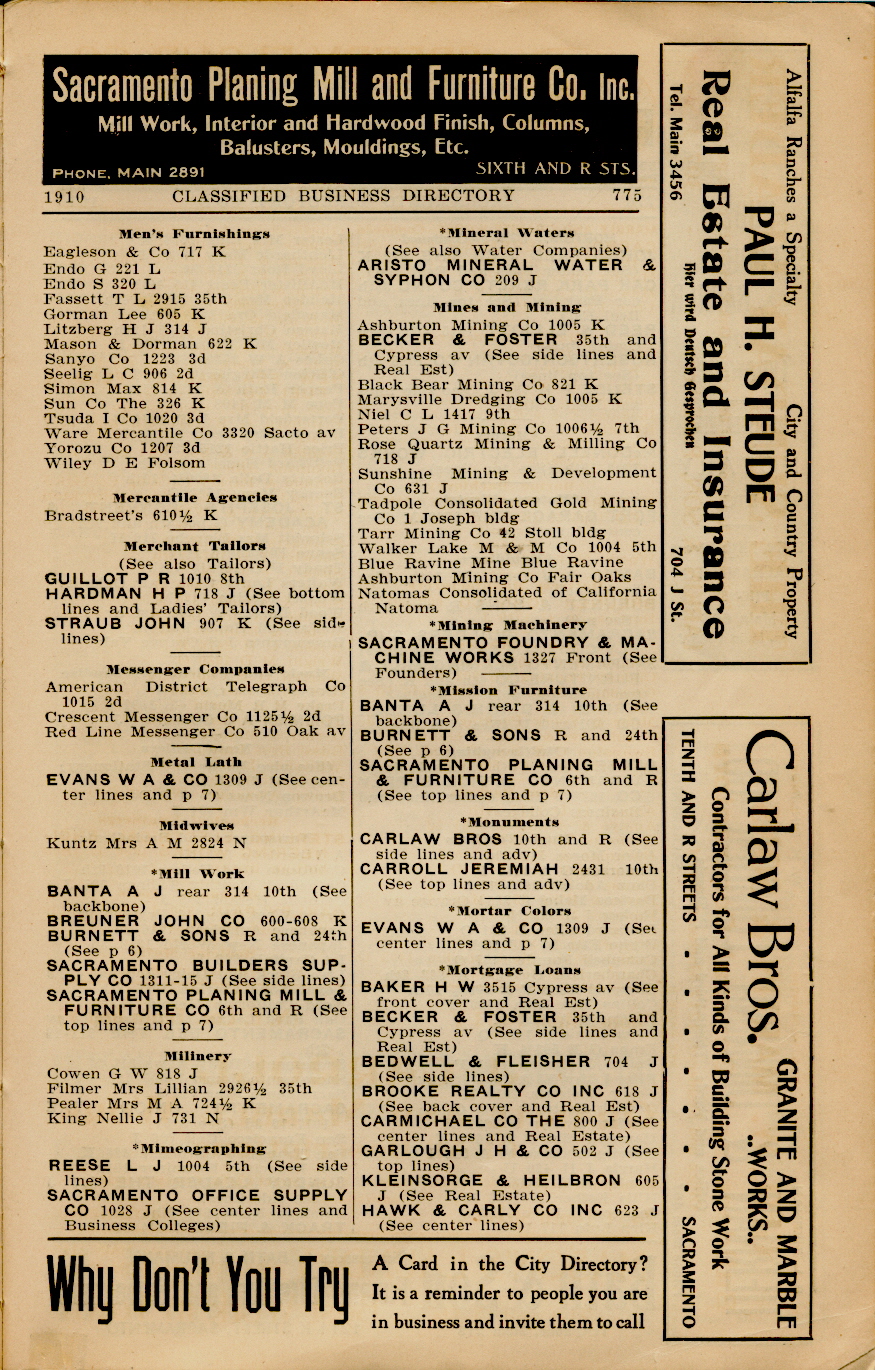 Sacramento Planing Mill and Furniture Co. Inc.
Mill Work, Interior and Hardwood Finish, Columns,
Balusters, Mouldings, Etc.
PHONE, MAIN 2891 SIXTH AND R STS.
1910 CLASSIFIED BUSINESS DIRECTORY 775
Men's Furnishings
Eagleson & Co 717 K
Endo G 221 L
Endo S 320 L
Fassett T L 2915 35th
Gorman Lee 605 K
Litzberg H J 314 J
Mason & Dorman 622 K
Sanyo Co 1223 3d
Seelig L C 906 2d
Simon Max 814 K
Sun Co The 326 K
Tsuda I Co 1020 3d
Ware Mercantile Co 3320 Sacto av
Yorozu Co 1207 3d
Wiley D E Folsom
Mercantile Agencies
Bradstreet's 610½ K
Merchant Tailors
(See also Tailors)
GUILLOT P R 1010 8th
HARDMAN H P 718 J (See bottom
lines and Ladies' Tailors)
STRAUB JOHN 907 K (See side
lines)
Messenger Companies
American District Telegraph Co
1015 2d
Crescent Messenger Co 1125½ 2d
Red Line Messenger Co 510 Oak av
Metal Lath
EVANS W A & CO 1309 J (See cen-
ter lines and p 7)
Midwives
Kuntz Mrs A M 2824 N
*Mill Work
BANTA A J rear 314 10th (See
backbone)
BREUNER JOHN CO 600-608 K
BURNETT & SONS R and 24th
(See p 6)
SACRAMENTO BUILDERS SUP-
PLY CO 1311-15 J (See side lines)
SACRAMENTO PLANING MILL &
FURNITURE CO 6th and R (See
top lines and p 7)
Milinery
Cowen G W 818 J
Filmer Mrs Lillian 2926½ 35th
Pealer Mrs M A 724½ K
King Nellie J 731 N
*Mimeographing
REESE L J 1004 5th (See side
lines)
SACRAMENTO OFFICE SUPPLY
CO 1028 J (See center lines and
Business Colleges)
*Mineral Waters
(See also Water Companies)
ARISTO MINERAL WATER &
SYPHON CO 209 J
Mines and Mining
Ashburton Mining Co 1005 K
BECKER & FOSTER 35th and
Cypress av (See side lines and
Real Est)
Black Bear Mining Co 821 K
Marysville Dredging Co 1005 K
Niel C L 1417 9th
Peters J G Mining Co 1006½ 7th
Rose Quartz Mining & Milling Co
718 J
Sunshine Mining & Development
Co 631 J
Tadpole Consolidated Gold Mining
Co 1 Joseph bldg
Tarr Mining Co 42 Stoll bldg
Walker Lake M & M Co 1004 5th
Blue Ravine Mine Blue Ravine
Ashburton Mining Co Fair Oaks
Natomas Consolidated of California
Natoma
*Mining Machinery
SACRAMENTO FOUNDRY & MA-
CHINE WORKS 1327 Front (See
Founders)
*Mission Furniture
BANTA A J rear 314 10th (See
backbone)
BURNETT & SONS R and 24th
(See p 6)
SACRAMENTO PLANING MILL
& FURNITURE CO 6th and R
(See top lines and p 7)
*Monuments
CARLAW BROS 10th and R (See
side lines and adv)
CARROLL JEREMIAH 2431 10th
(See top lines and adv)
*Mortar Colors
EVANS W A & CO 1309 J (See
center lines and p 7)
*Mortgage Loans
BAKER H W 3515 Cypress av (See
front cover and Real Est)
BECKER & FOSTER 35th and
Cypress av (See side lines and
Real Est)
BEDWELL & FLEISHER 704 J
(See side lines)
BROOKE REALTY CO INC 618 J
(See back cover and Real Est)
CARMICHAEL CO THE 800 J (See
center lines and Real Estate)
GARLOUGH J H & CO 502 J (See
top lines)
KLEINSORGE & HEILBRON 605
J (See Real Estate)
HAWK & CARLY CO INC 623 J
(See center lines)
Alfalfa Ranches a Specialty City and Country Property
PAUL H. STEUDE
Real Estate and Insurance
Hier wird Deutsch Gesprochen
Tel. Main 3456 704 J St.
Carlaw Bros. GRANITE AND MARBLE
..WORKS..
Contractors for All Kinds of Building Stone Work
TENTH AND R STREETS • • • • • • • SACRAMENTO
Why Don't You Try
A Card in the City Directory?
It is a reminder to people you are
in business and invite them to call